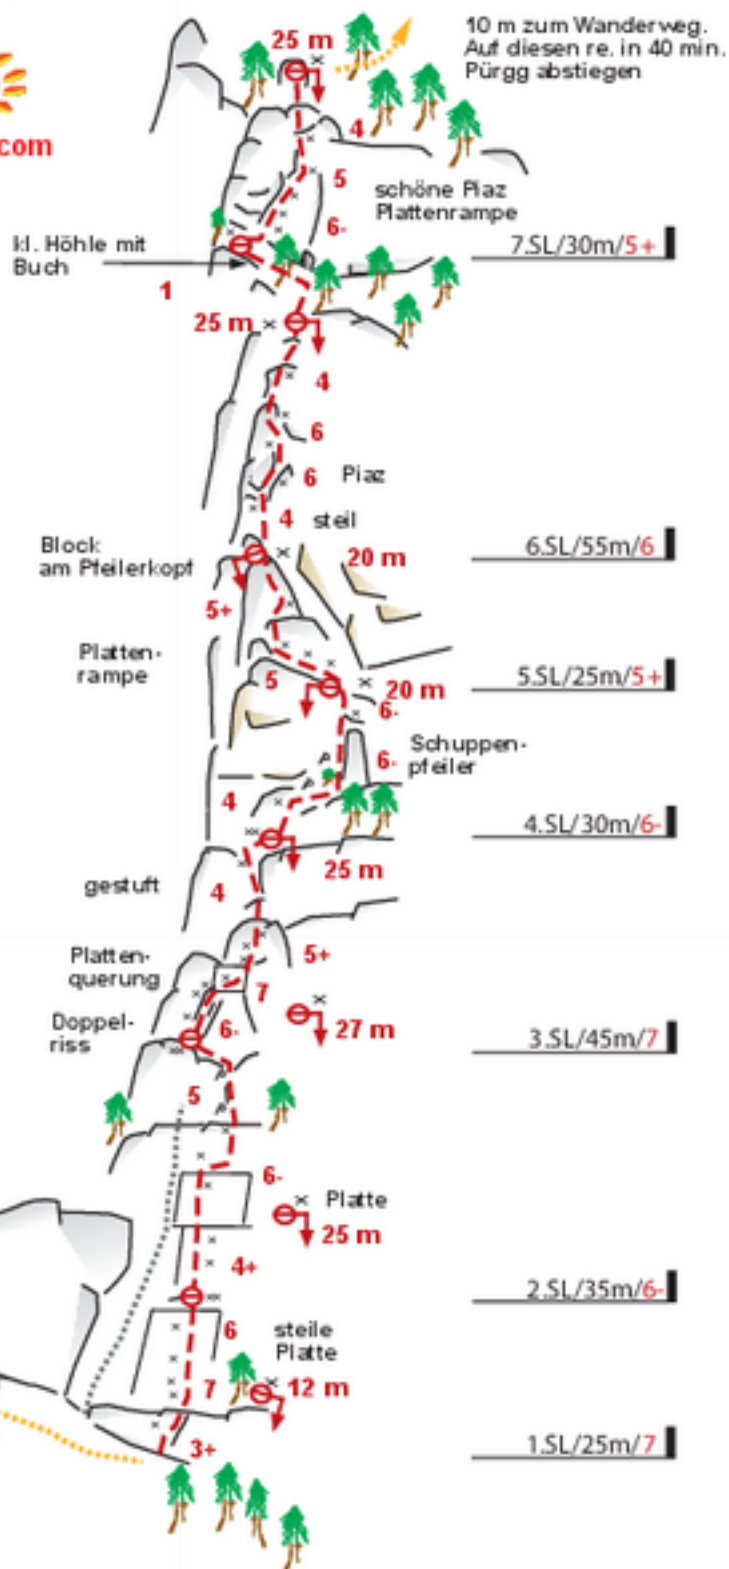 10 m zum Wanderweg.
Auf diesen re. in 40 min.
Pürgg abstiegen
25 m
com
4
5
schöne Piaz
Plattenrampe
6-
kl. Höhle mit
Buch
7.SL/30m/5+
1
25 m
4
6
6 Piaz
4 steil
Block
am Pfeilerkopf
20 m
6.SL/55m/6
5+
Platten-
rampe
5
20 m
5.SL/25m/5+
6-
Schuppen-
pfeiler
6-
4
4.SL/30m/6-
25 m
gestuft
4
Platten-
querung
5+
7
Doppel-
riss
6-
27 m
3.SL/45m/7
5
6-
Platte
25 m
4+
2.SL/35m/6-
6
steile
Platte
7
12 m
3+
1.SL/25m/7